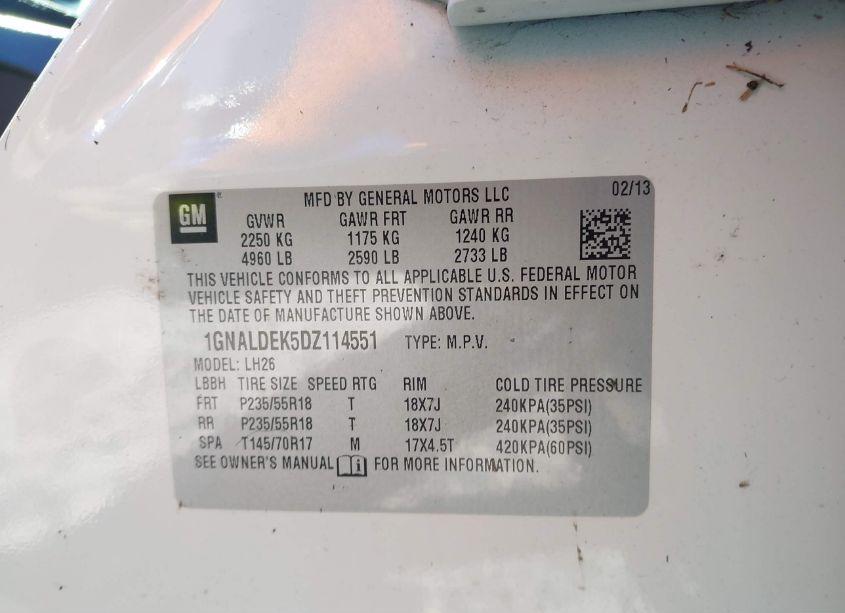 MFD BY GENERAL MOTORS LLC 02/13
GM
GVWR GAWR FRT GAWR RR
2250 KG 1175 KG 1240 KG
4960 LB 2590 LB 2733 LB
THIS VEHICLE CONFORMS TO ALL APPLICABLE U.S. FEDERAL MOTOR
VEHICLE SAFETY AND THEFT PREVENTION STANDARDS IN EFFECT ON
THE DATE OF MANUFACTURE SHOWN ABOVE.
1GNALDEK5DZ114551 TYPE: M.P.V.
MODEL: LH26
LBBH TIRE SIZE SPEED RTG RIM COLD TIRE PRESSURE
FRT P235/55R18 T 18X7J 240KPA(35PSI)
RR P235/55R18 T 18X7J 240KPA(35PSI)
SPA T145/70R17 M 17X4.5T 420KPA(60PSI)
SEE OWNER'S MANUAL FOR MORE INFORMATION.